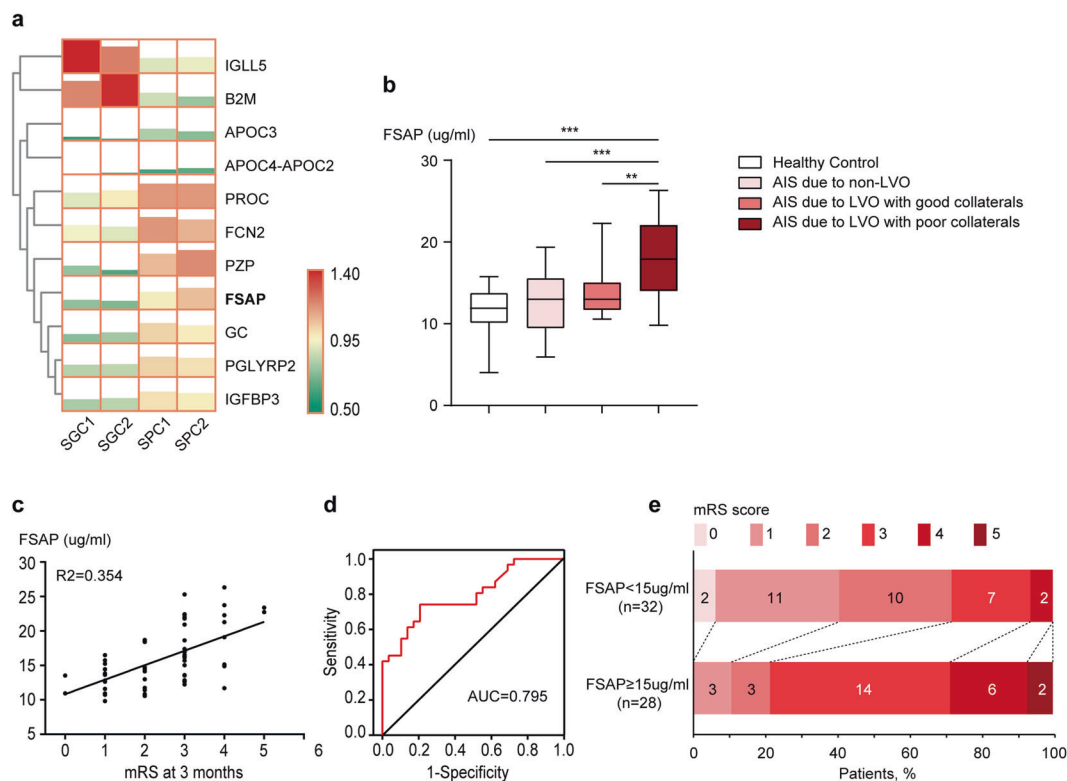 a
IGLL5
B2M
APOC3
APOC4-APOC2
PROC
FCN2
PZP
FSAP
GC
PGLYRP2
IGFBP3
SGC1 SGC2 SPC1 SPC2
1.40
0.95
0.50
b
FSAP (ug/ml)
***
***
**
30
20
10
0
Healthy Control
AIS due to non-LVO
AIS due to LVO with good collaterals
AIS due to LVO with poor collaterals
c
FSAP (ug/ml)
R2=0.354
30
25
20
15
10
5
0 1 2 3 4 5 6
mRS at 3 months
d
Sensitivity
1.0
0.8
0.6
0.4
0.2
0
AUC=0.795
0.0 0.2 0.4 0.6 0.8 1.0
1-Specificity
e
mRS score
0 1 2 3 4 5
FSAP<15ug/ml
(n=32)
2 11 10 7 2
FSAP≥15ug/ml
(n=28)
3 3 14 6 2
0 20 40 60 80 100
Patients, %